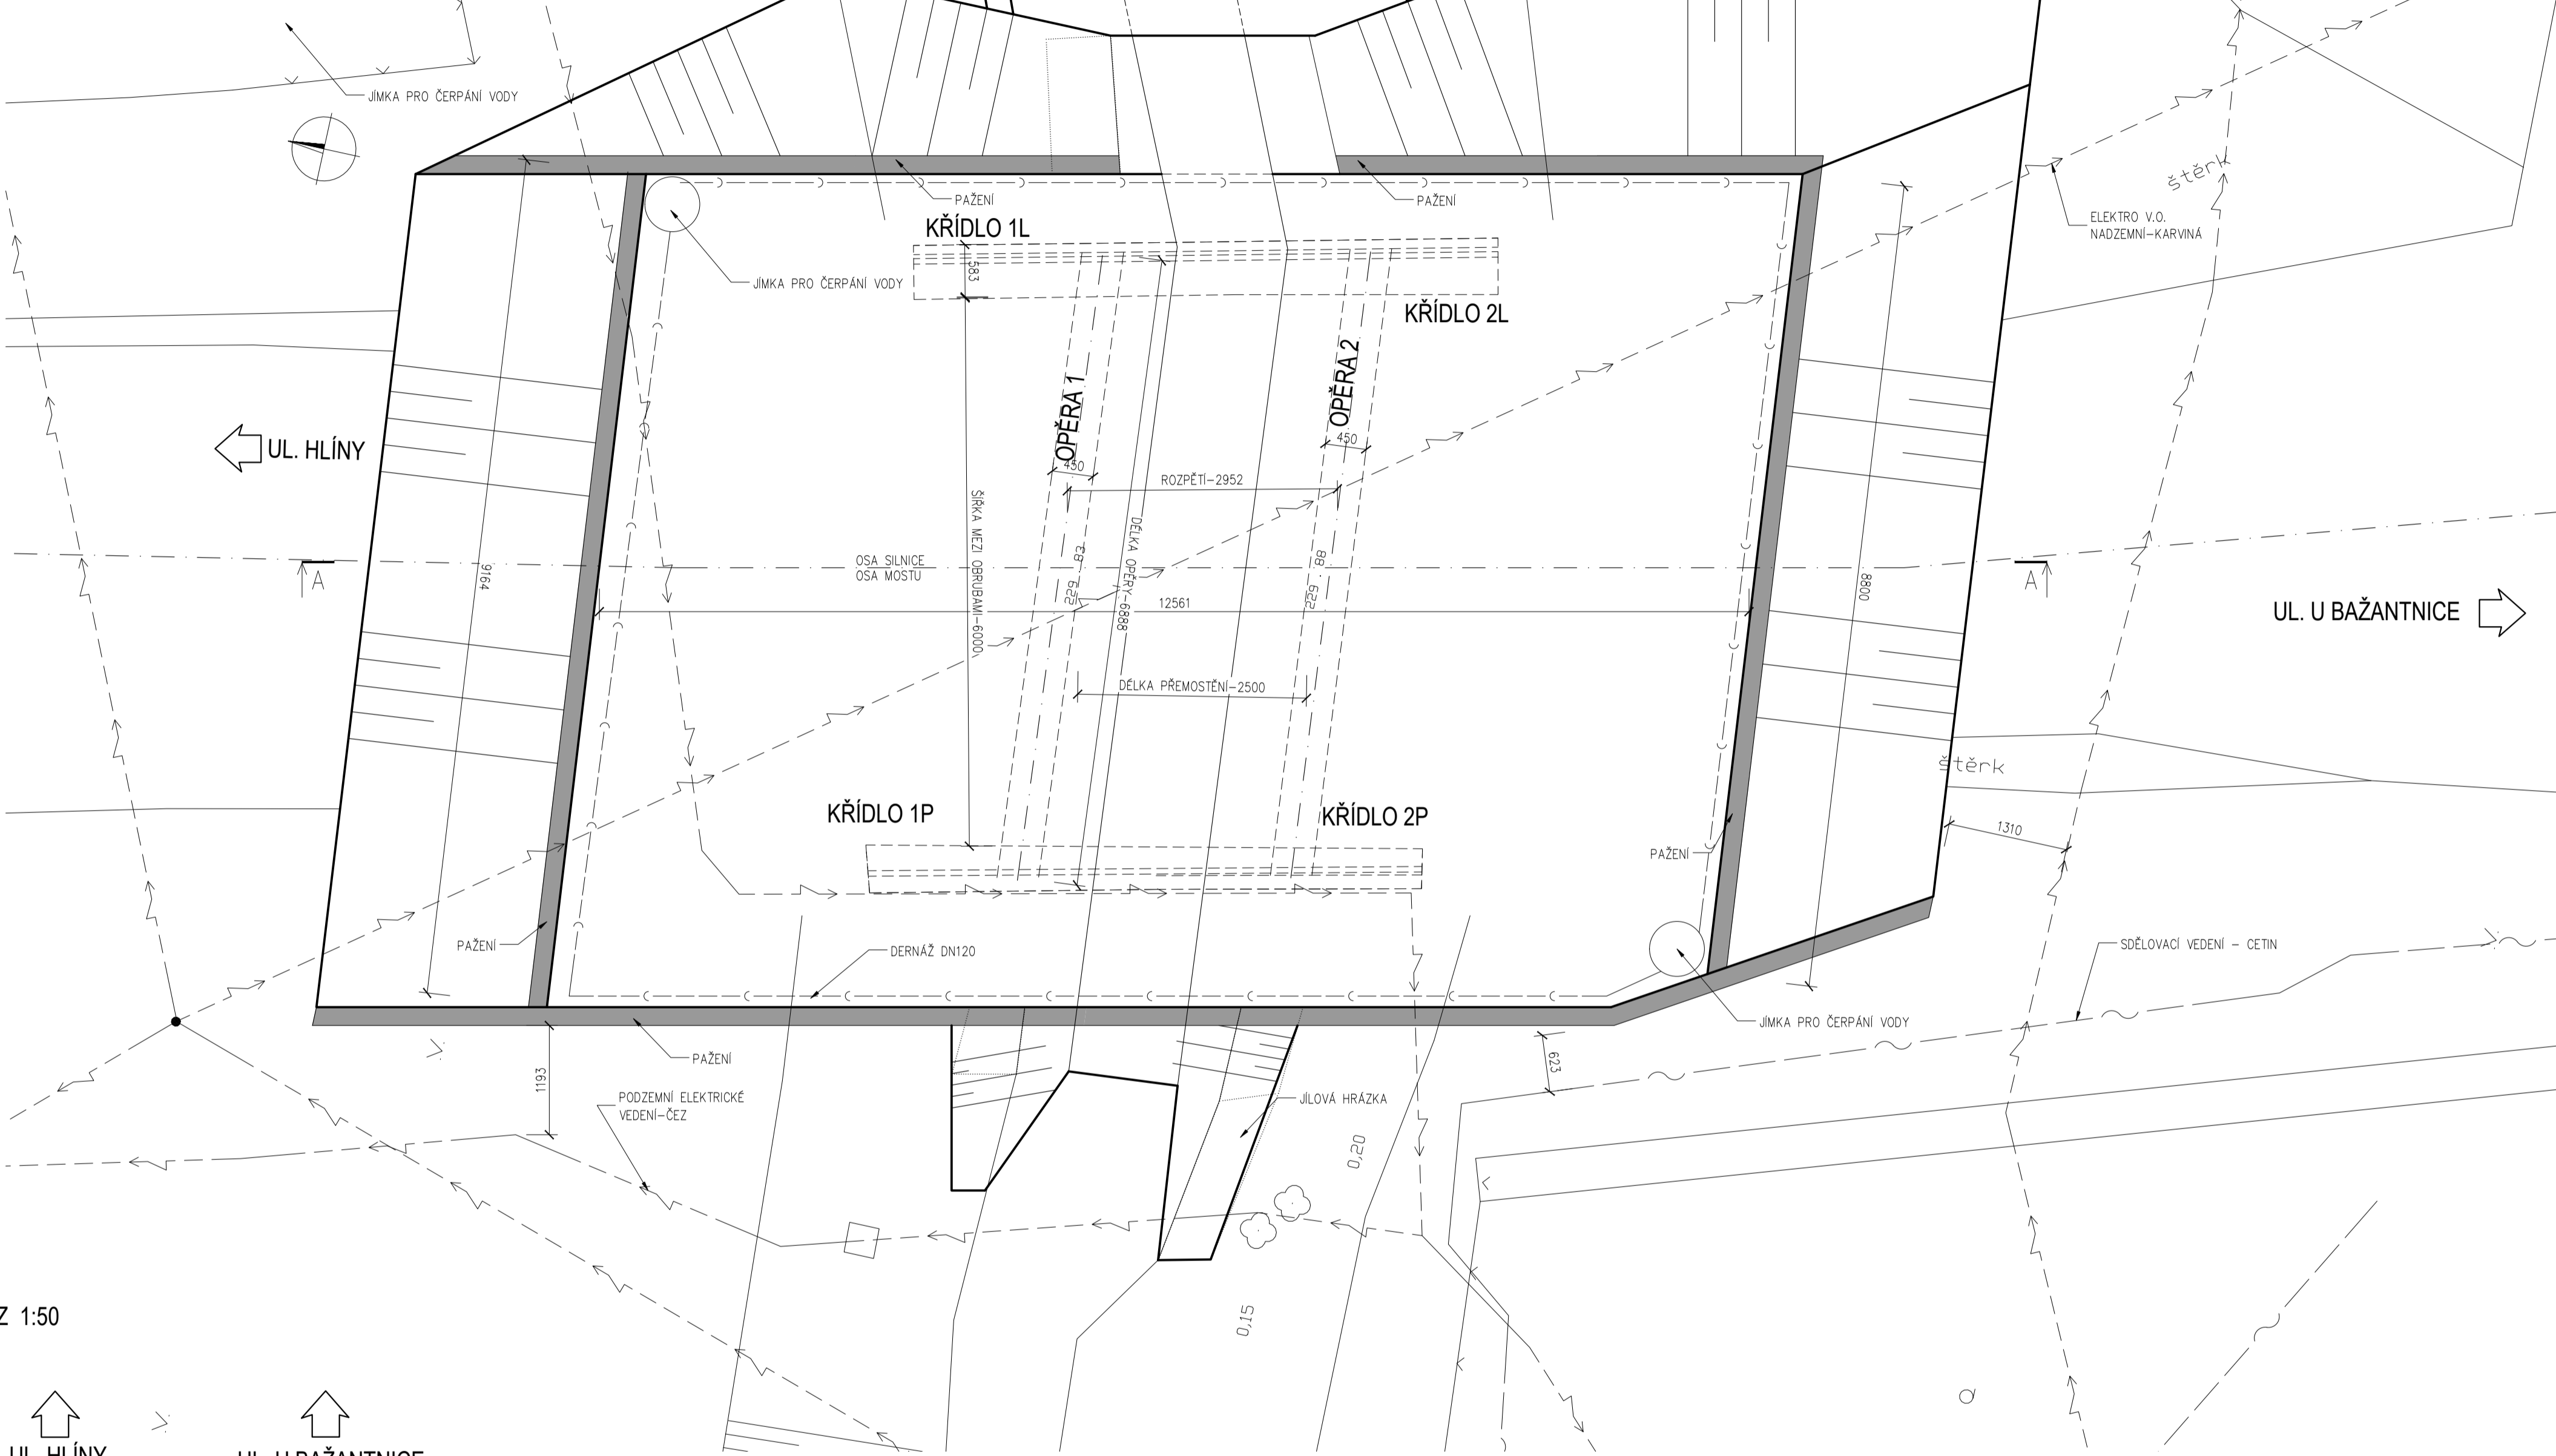 JÍMKA PRO ČERPÁNÍ VODY
PAŽENÍ
PAŽENÍ
štěrk
ELEKTRO V.O.
NADZEMNÍ-KARVINÁ
KŘÍDLO 1L
583
JÍMKA PRO ČERPÁNÍ VODY
KŘÍDLO 2L
OPĚRA 1
OPĚRA 2
450
450
UL. HLÍNY
ROZPĚTÍ-2952
ŠÍŘKA MEZI OBRUBAMI-6000
DÉLKA OPĚRY-6888
OSA SILNICE
OSA MOSTU
A
A
9164
12561
8800
UL. U BAŽANTNICE
DÉLKA PŘEMOSTĚNÍ-2500
štěrk
KŘÍDLO 1P
KŘÍDLO 2P
1310
PAŽENÍ
PAŽENÍ
DERNÁŽ DN120
SDĚLOVACÍ VEDENÍ - CETIN
JÍMKA PRO ČERPÁNÍ VODY
PAŽENÍ
1193
623
PODZEMNÍ ELEKTRICKÉ
VEDENÍ-ČEZ
JÍLOVÁ HRÁZKA
0,20
0,15
Z 1:50
UL. HLÍNY
UL. U BAŽANTNICE